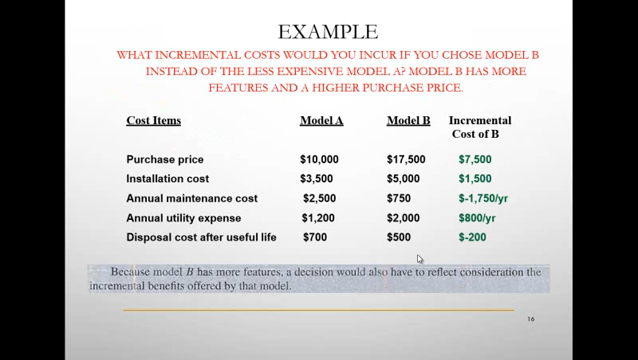 EXAMPLE
WHAT INCREMENTAL COSTS WOULD YOU INCUR IF YOU CHOSE MODEL B
INSTEAD OF THE LESS EXPENSIVE MODEL A? MODEL B HAS MORE
FEATURES AND A HIGHER PURCHASE PRICE.
Cost Items Model A Model B Incremental
Cost of B
Purchase price $10,000 $17,500 $7,500
Installation cost $3,500 $5,000 $1,500
Annual maintenance cost $2,500 $750 $-1,750/yr
Annual utility expense $1,200 $2,000 $800/yr
Disposal cost after useful life $700 $500 $-200
Because model B has more features, a decision would also have to reflect consideration the
incremental benefits offered by that model.
16